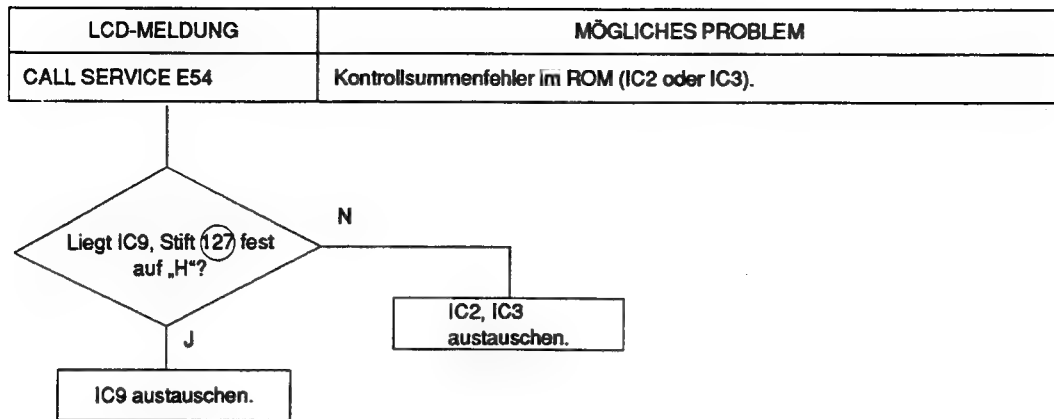 LCD-MELDUNG
MÖGLICHES PROBLEM
CALL SERVICE E54
Kontrollsummenfehler im ROM (IC2 oder IC3).
Liegt IC9, Stift 127 fest
auf „H“?
N
IC2, IC3
austauschen.
J
IC9 austauschen.